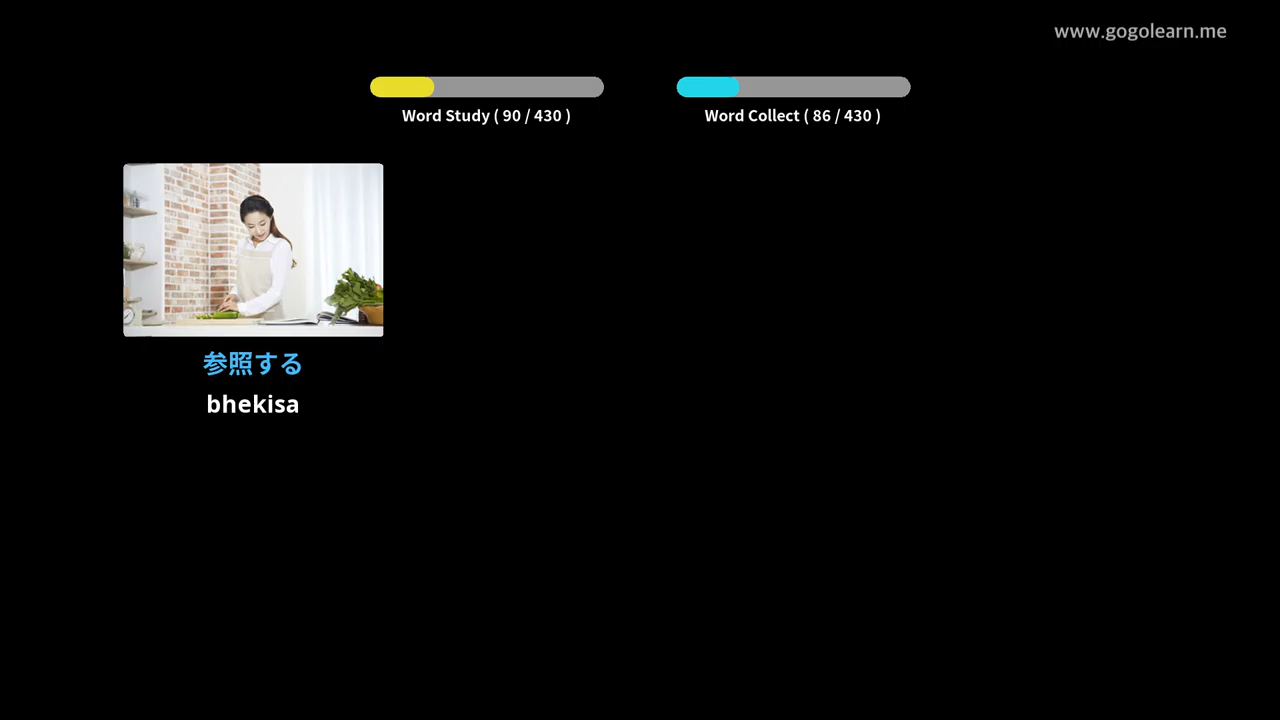 www.gogolearn.me
Word Study ( 90 / 430 )
Word Collect ( 86 / 430 )
参照する
bhekisa